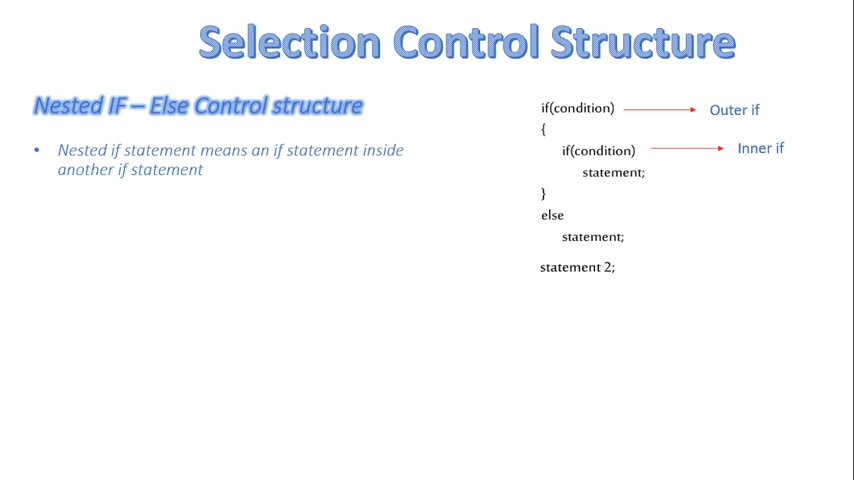 Selection Control Structure
Nested IF – Else Control structure
• Nested if statement means an if statement inside
another if statement
if(condition)
Outer if
{
if(condition)
Inner if
statement;
}
else
statement;
statement 2;